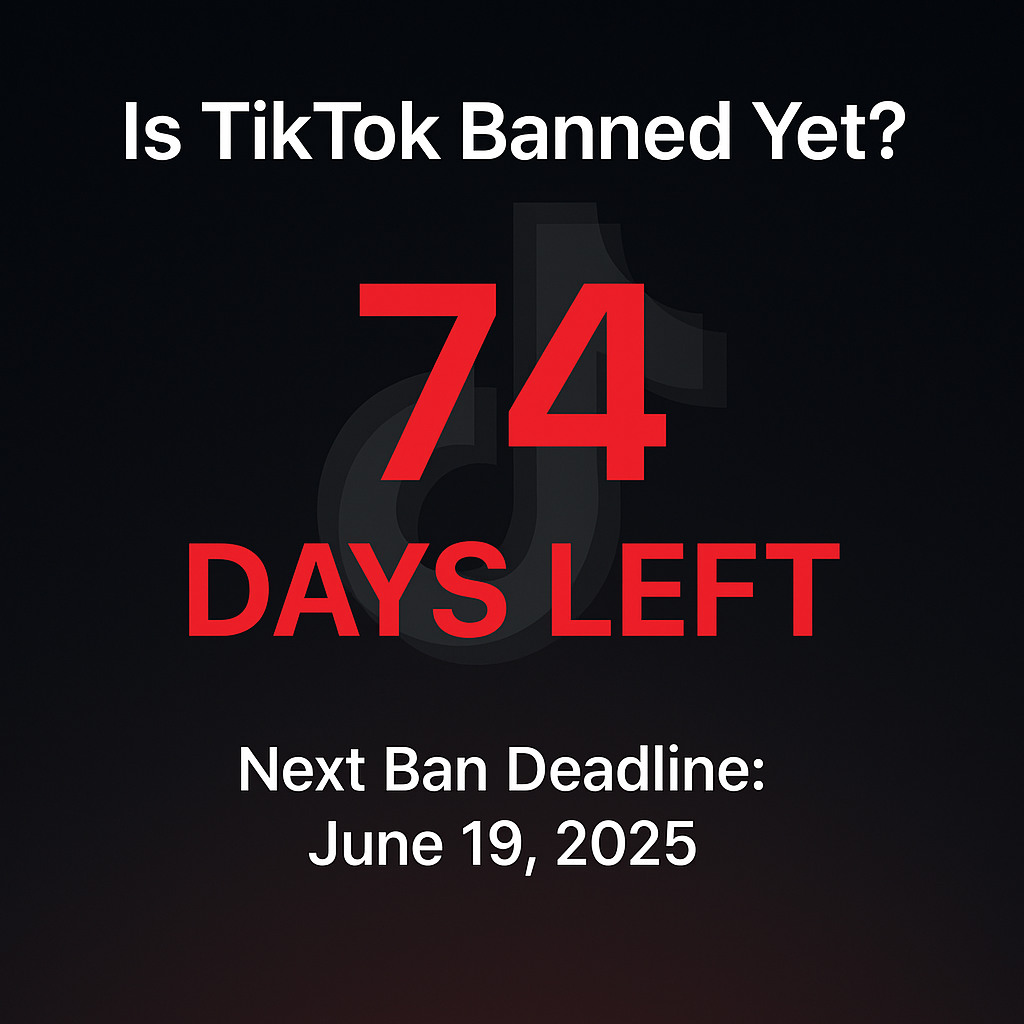 Is TikTok Banned Yet?
74
DAYS LEFT
Next Ban Deadline:
June 19, 2025